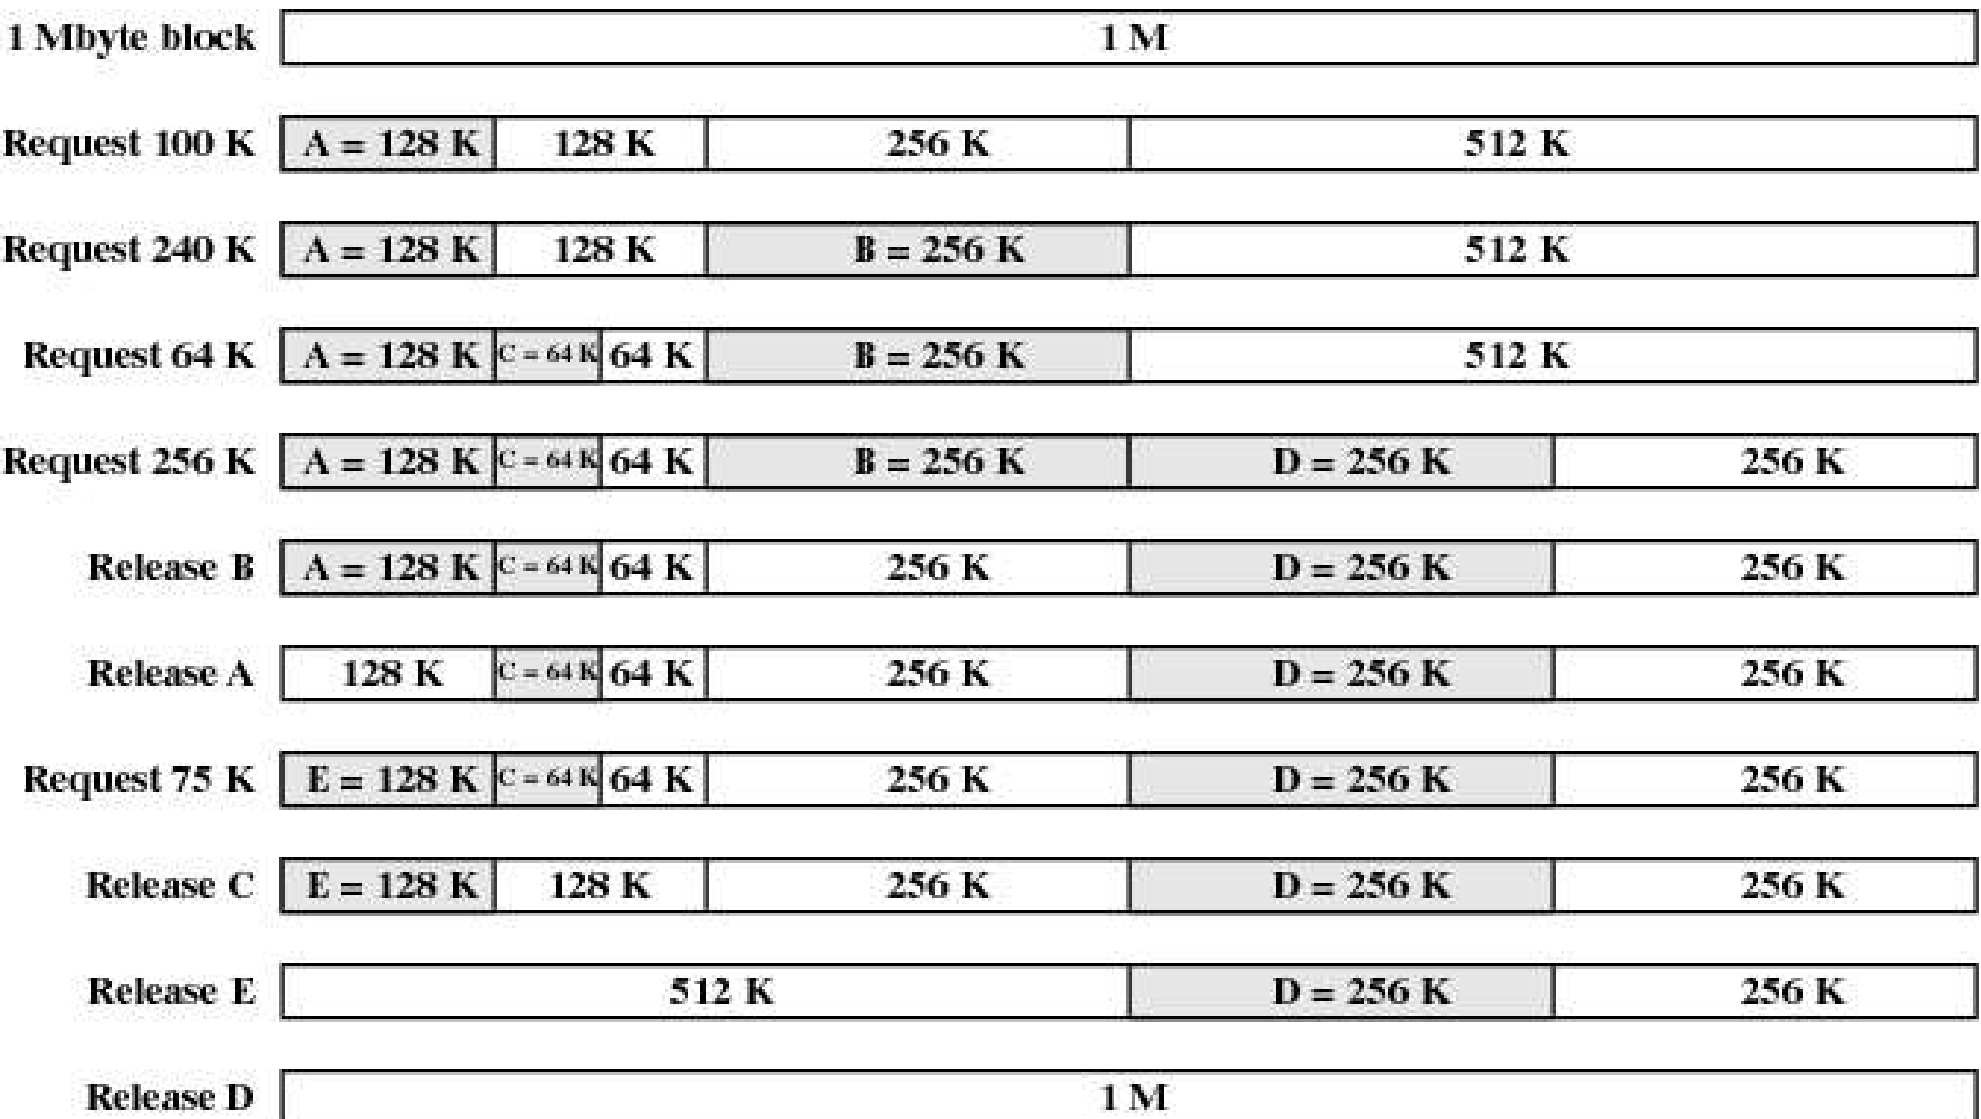 1 Mbyte block 1 M
Request 100 K A = 128 K 128 K 256 K 512 K
Request 240 K A = 128 K 128 K B = 256 K 512 K
Request 64 K A = 128 K C = 64 K 64 K B = 256 K 512 K
Request 256 K A = 128 K C = 64 K 64 K B = 256 K D = 256 K 256 K
Release B A = 128 K C = 64 K 64 K 256 K D = 256 K 256 K
Release A 128 K C = 64 K 64 K 256 K D = 256 K 256 K
Request 75 K E = 128 K C = 64 K 64 K 256 K D = 256 K 256 K
Release C E = 128 K 128 K 256 K D = 256 K 256 K
Release E 512 K D = 256 K 256 K
Release D 1 M